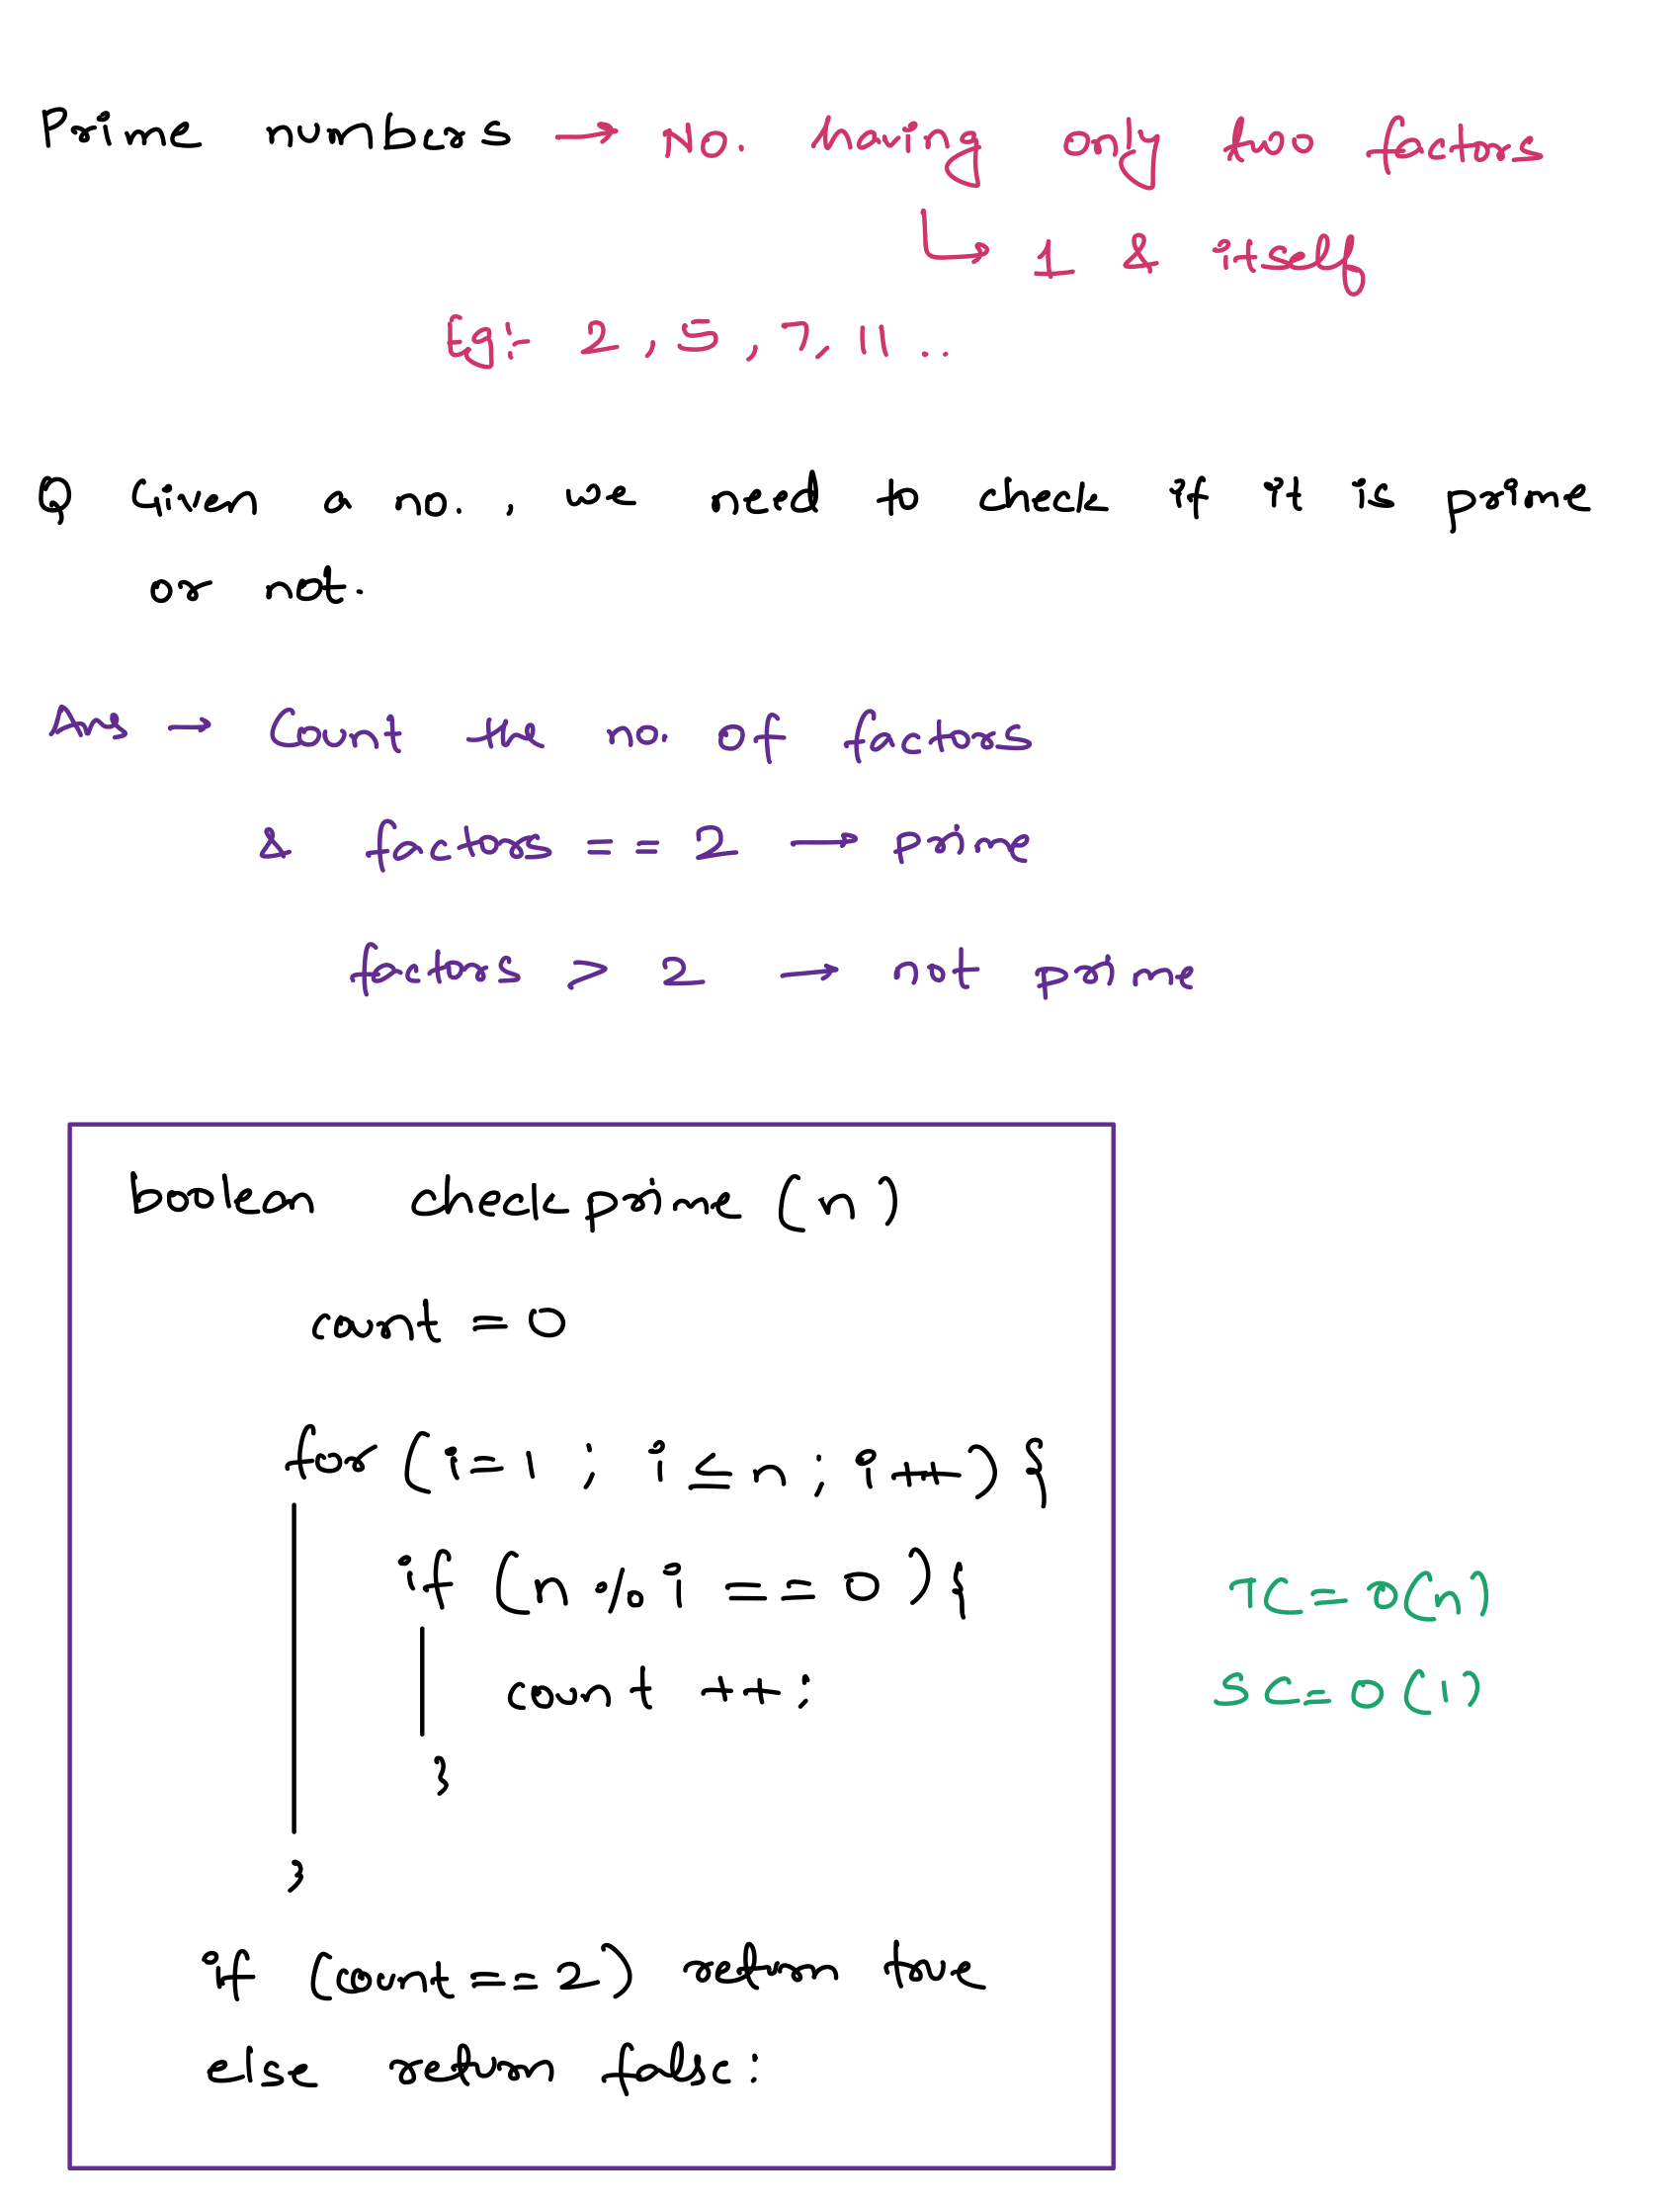 Prime numbers → No. having only two factors
↳ 1 & itself
Eg:- 2, 5, 7, 11 ..
Q Given a no. , we need to check if it is prime
or not.
Ans → Count the no. of factors
& factors == 2 → prime
factors > 2 → not prime
boolean checkprime (n)
count = 0
for (i=1 ; i ≤ n ; i++) {
if (n % i == 0) {
TC = O(n)
count ++;
SC = O(1)
}
}
if (count == 2) return true
else return false: